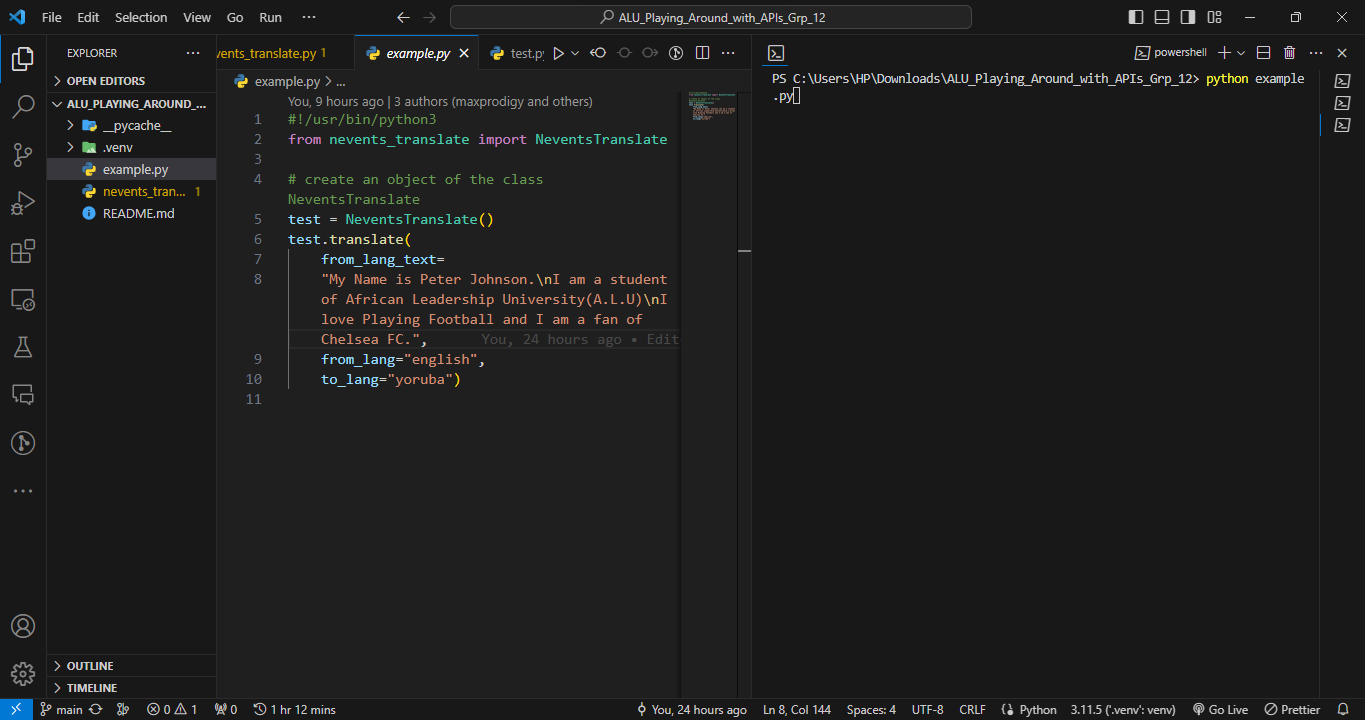 File Edit Selection View Go Run ···
ALU_Playing_Around_with_APIs_Grp_12
EXPLORER
OPEN EDITORS
ALU_PLAYING_AROUND_...
__pycache__
.venv
example.py
nevents_tran... 1
README.md
OUTLINE
TIMELINE
vents_translate.py 1
example.py
test.py
example.py > ...
You, 9 hours ago | 3 authors (maxprodigy and others)
1 #!/usr/bin/python3
2 from nevents_translate import NeventsTranslate
3
4 # create an object of the class
NeventsTranslate
5 test = NeventsTranslate()
6 test.translate(
7 from_lang_text=
8 "My Name is Peter Johnson.\nI am a student
of African Leadership University(A.L.U)\nI
love Playing Football and I am a fan of
Chelsea FC.", You, 24 hours ago • Edit
9 from_lang="english",
10 to_lang="yoruba")
11
powershell
PS C:\Users\HP\Downloads\ALU_Playing_Around_with_APIs_Grp_12> python example
.py
main 0 1 0 1 hr 12 mins You, 24 hours ago Ln 8, Col 144 Spaces: 4 UTF-8 CRLF Python 3.11.5 ('.venv': venv) Go Live Prettier